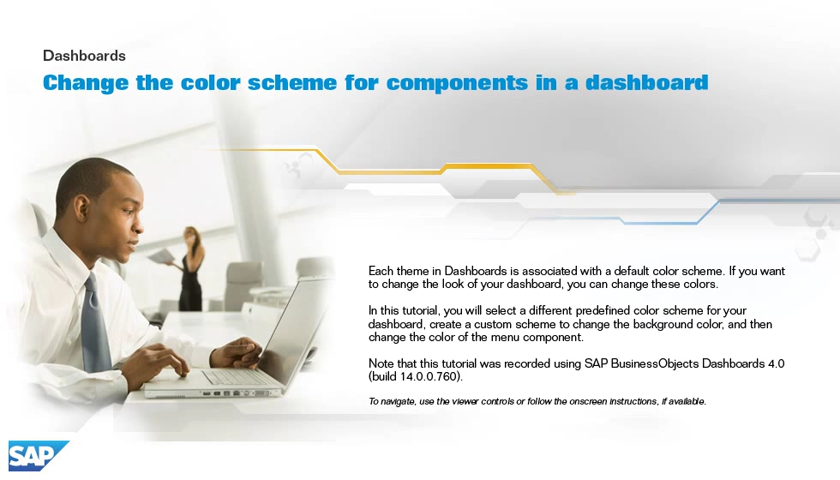 Dashboards
Change the color scheme for components in a dashboard
Each theme in Dashboards is associated with a default color scheme. If you want
to change the look of your dashboard, you can change these colors.
In this tutorial, you will select a different predefined color scheme for your
dashboard, create a custom scheme to change the background color, and then
change the color of the menu component.
Note that this tutorial was recorded using SAP BusinessObjects Dashboards 4.0
(build 14.0.0.760).
To navigate, use the viewer controls or follow the onscreen instructions, if available.
SAP